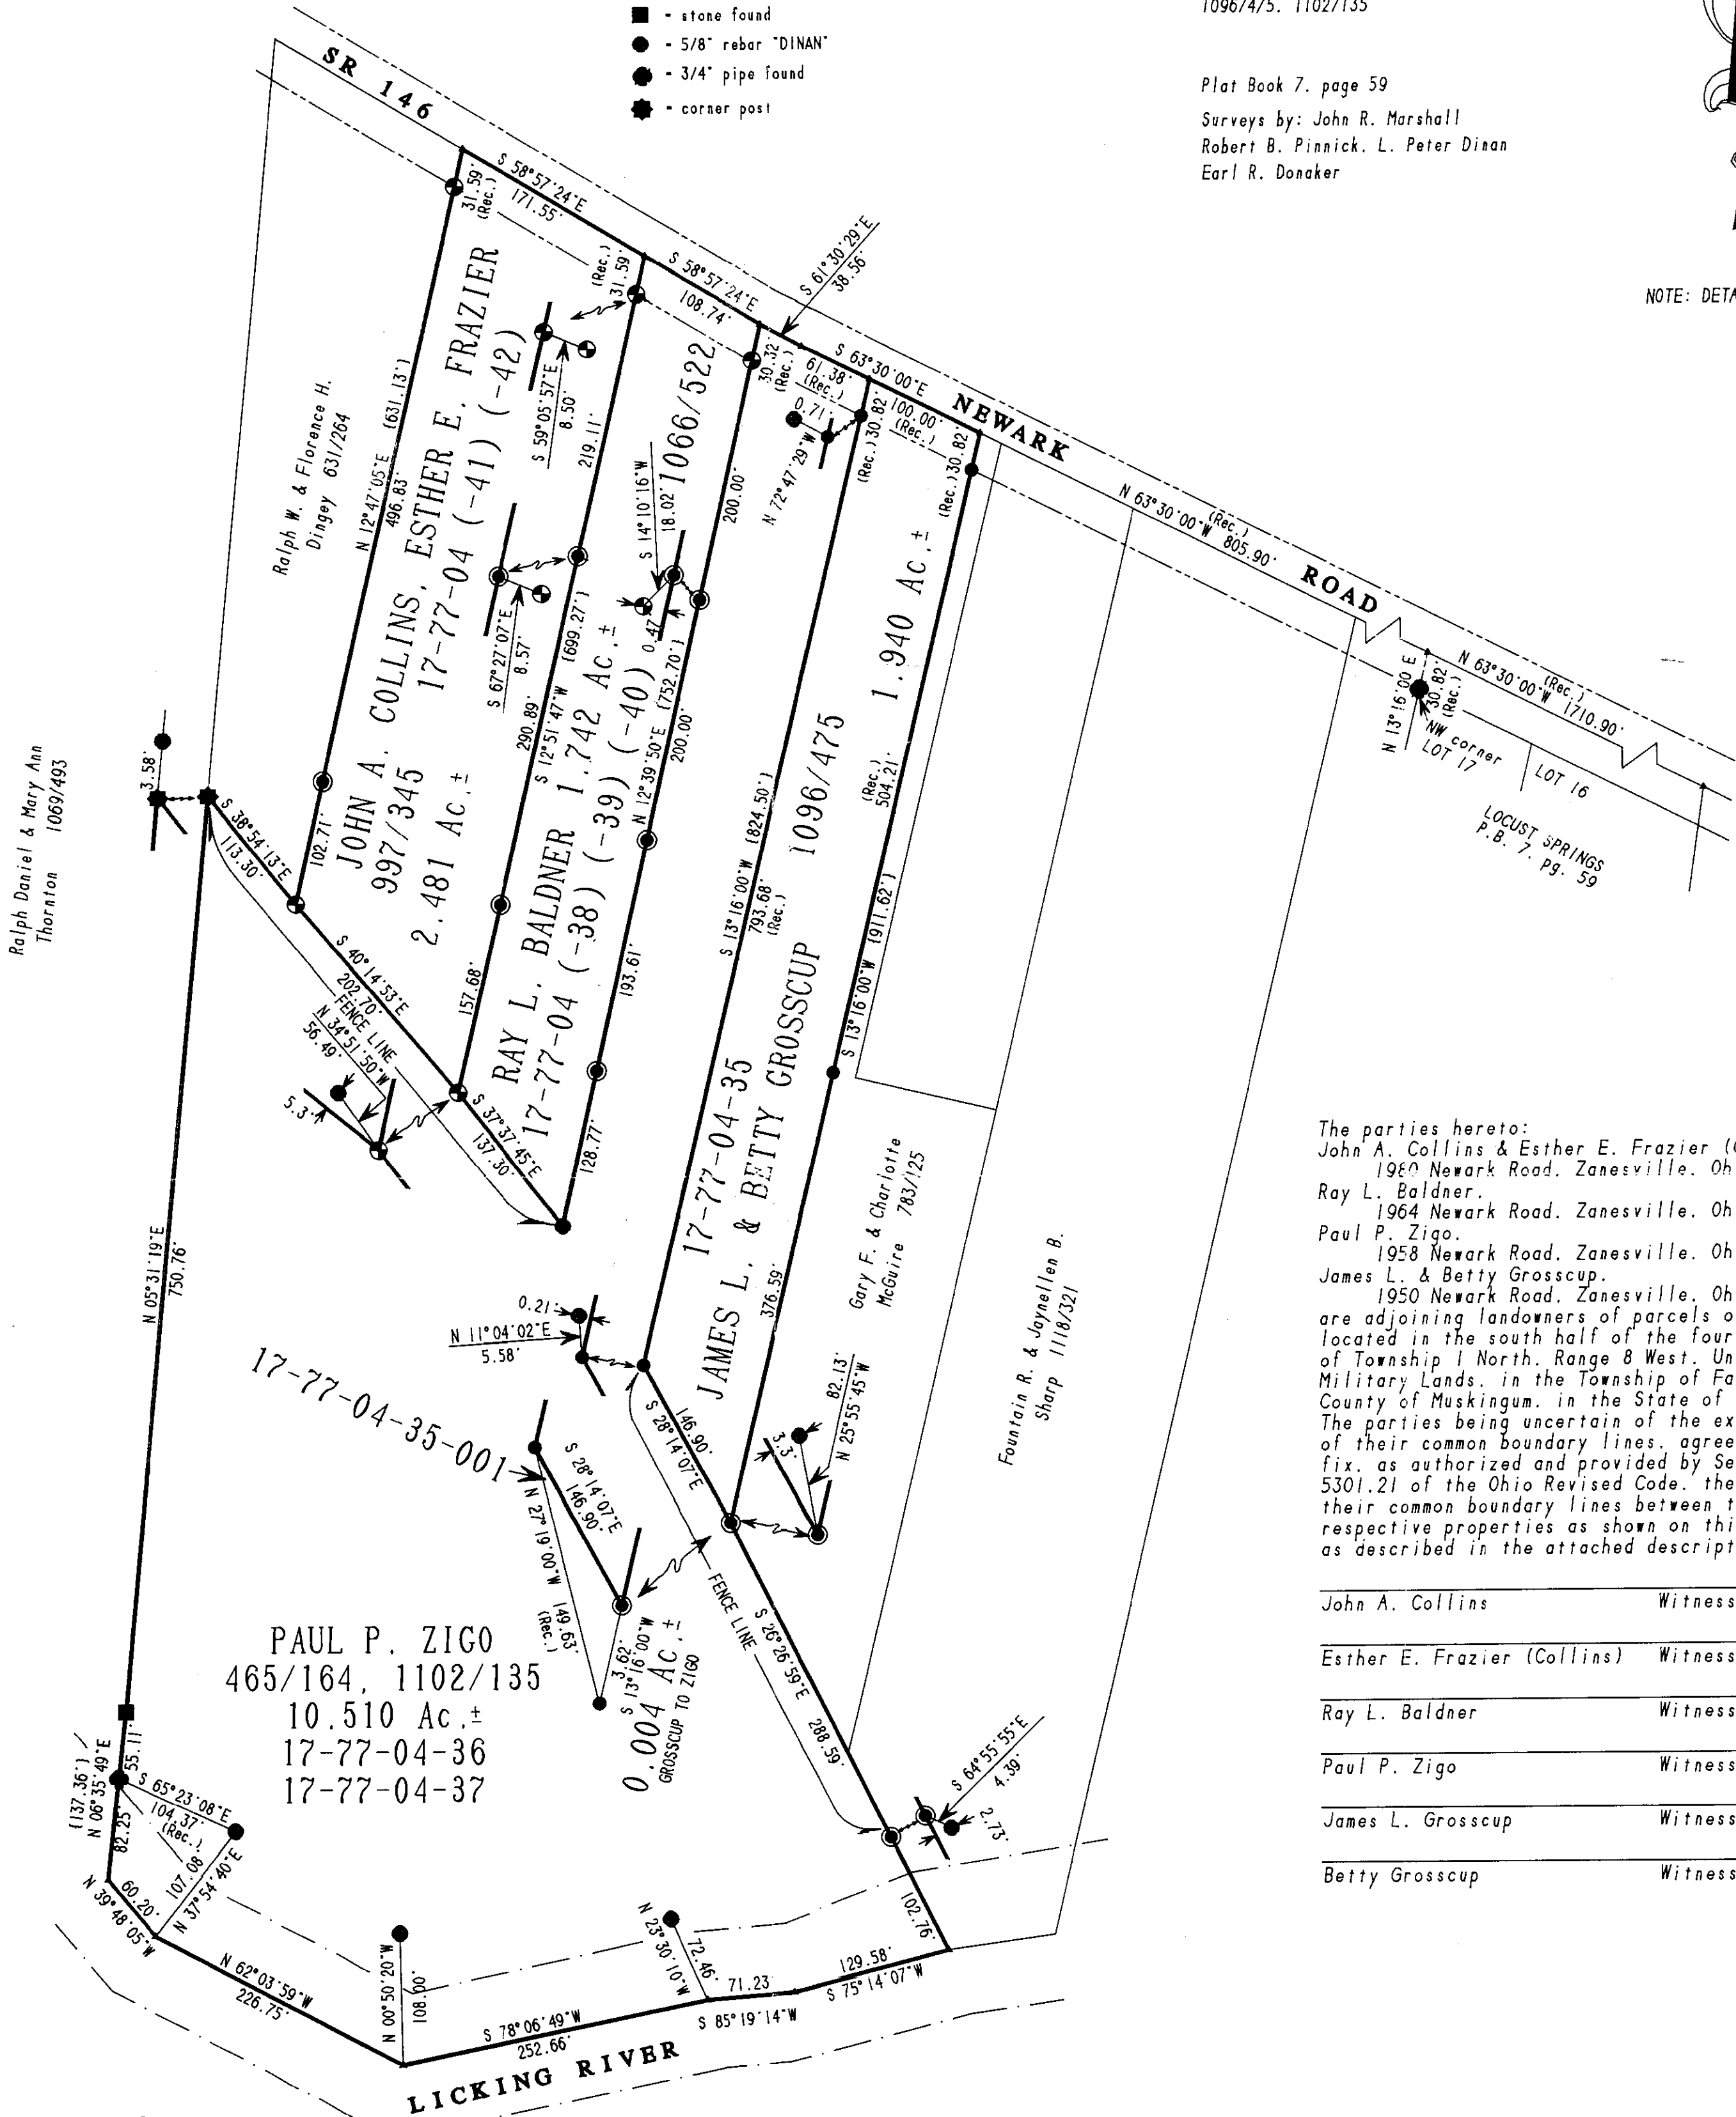 ■ - stone found
● - 5/8" rebar "DINAN"
- 3/4" pipe found
- corner post
1096/475. 1102/135
Plat Book 7. page 59
Surveys by: John R. Marshall
Robert B. Pinnick. L. Peter Dinan
Earl R. Donaker
NOTE: DETA
SR 146
NEWARK
ROAD
S 58°57'24"E
171.55'
31.59'
(Rec.)
(Rec.)
31.59'
S 58°57'24"E
108.74'
S 61°30'29"E
38.56'
30.32'
(Rec.)
S 63°30'00"E
61.38'
(Rec.)
100.00'
(Rec.)
0.71'
N 72°47'29"W
(Rec.) 30.82'
(Rec.) 30.82'
N 63°30'00"W 805.90'
(Rec.)
N 63°30'00"W 1710.90'
(Rec.)
N 13°16'00"E
30.82'
(Rec.)
NW corner
LOT 17
LOT 16
LOCUST SPRINGS
P.B. 7. pg. 59
Ralph W. & Florence H.
Dingey 631/264
N 12°47'05"E {631.13'}
496.83'
102.71'
JOHN A. COLLINS, ESTHER E. FRAZIER
997/345 17-77-04 (-41) (-42)
2.481 Ac.±
S 59°05'57"E
8.50'
219.11'
S 67°27'07"E
8.57'
290.89'
S 12°51'47"W {699.27'}
157.68'
S 14°10'16"W
18.02'
0.47'
1066/522
RAY L. BALDNER 1.742 Ac.±
17-77-04 (-38) (-39) (-40)
200.00'
N 12°39'50"E {752.70'}
200.00'
193.61'
128.77'
S 13°16'00"W {824.50'}
793.68'
(Rec.)
17-77-04-35
JAMES L. & BETTY GROSSCUP 1096/475 1.940 Ac.±
(Rec.)
504.21'
S 13°16'00"W {911.62'}
376.59'
Gary F. & Charlotte
McGuire 783/125
Fountain R. & Jaynellen B.
Sharp 1118/321
Ralph Daniel & Mary Ann
Thornton 1069/493
3.58'
S 38°54'13"E
113.30'
S 40°14'53"E
202.70'
FENCE LINE
N 34°51'50"W
56.49'
5.3'
S 37°37'45"E
137.30'
N 05°31'19"E
750.76'
0.21'
N 11°04'02"E
5.58'
17-77-04-35-001
146.90'
S 28°14'07"E
S 28°14'07"E
146.90'
N 27°19'00"W 149.63'
(Rec.)
3.62'
S 13°16'00"W
0.004 Ac.±
GROSSCUP TO ZIGO
82.13'
N 25°55'45"W
3.3'
FENCE LINE
S 26°26'59"E 288.59'
PAUL P. ZIGO
465/164, 1102/135
10.510 Ac.±
17-77-04-36
17-77-04-37
S 64°55'55"E
4.39'
2.73'
102.76'
{137.36'}
N 06°35'49"E
55.11'
82.25'
S 65°23'08"E
104.37'
(Rec.)
107.08'
N 37°54'40"E
60.20'
N 39°48'05"W
N 62°03'59"W
226.75'
N 00°50'20"W
108.00'
S 78°06'49"W
252.66'
N 23°30'10"W
72.46'
71.23'
S 85°19'14"W
129.58'
S 75°14'07"W
LICKING RIVER
The parties hereto:
John A. Collins & Esther E. Frazier (
1980 Newark Road. Zanesville. Oh
Ray L. Baldner.
1964 Newark Road. Zanesville. Oh
Paul P. Zigo.
1958 Newark Road. Zanesville. Oh
James L. & Betty Grosscup.
1950 Newark Road. Zanesville. Oh
are adjoining landowners of parcels o
located in the south half of the four
of Township 1 North. Range 8 West. Un
Military Lands. in the Township of Fa
County of Muskingum. in the State of
The parties being uncertain of the ex
of their common boundary lines. agree
fix. as authorized and provided by Se
5301.21 of the Ohio Revised Code. the
their common boundary lines between t
respective properties as shown on this
as described in the attached descript
John A. Collins Witness
Esther E. Frazier (Collins) Witness
Ray L. Baldner Witness
Paul P. Zigo Witness
James L. Grosscup Witness
Betty Grosscup Witness